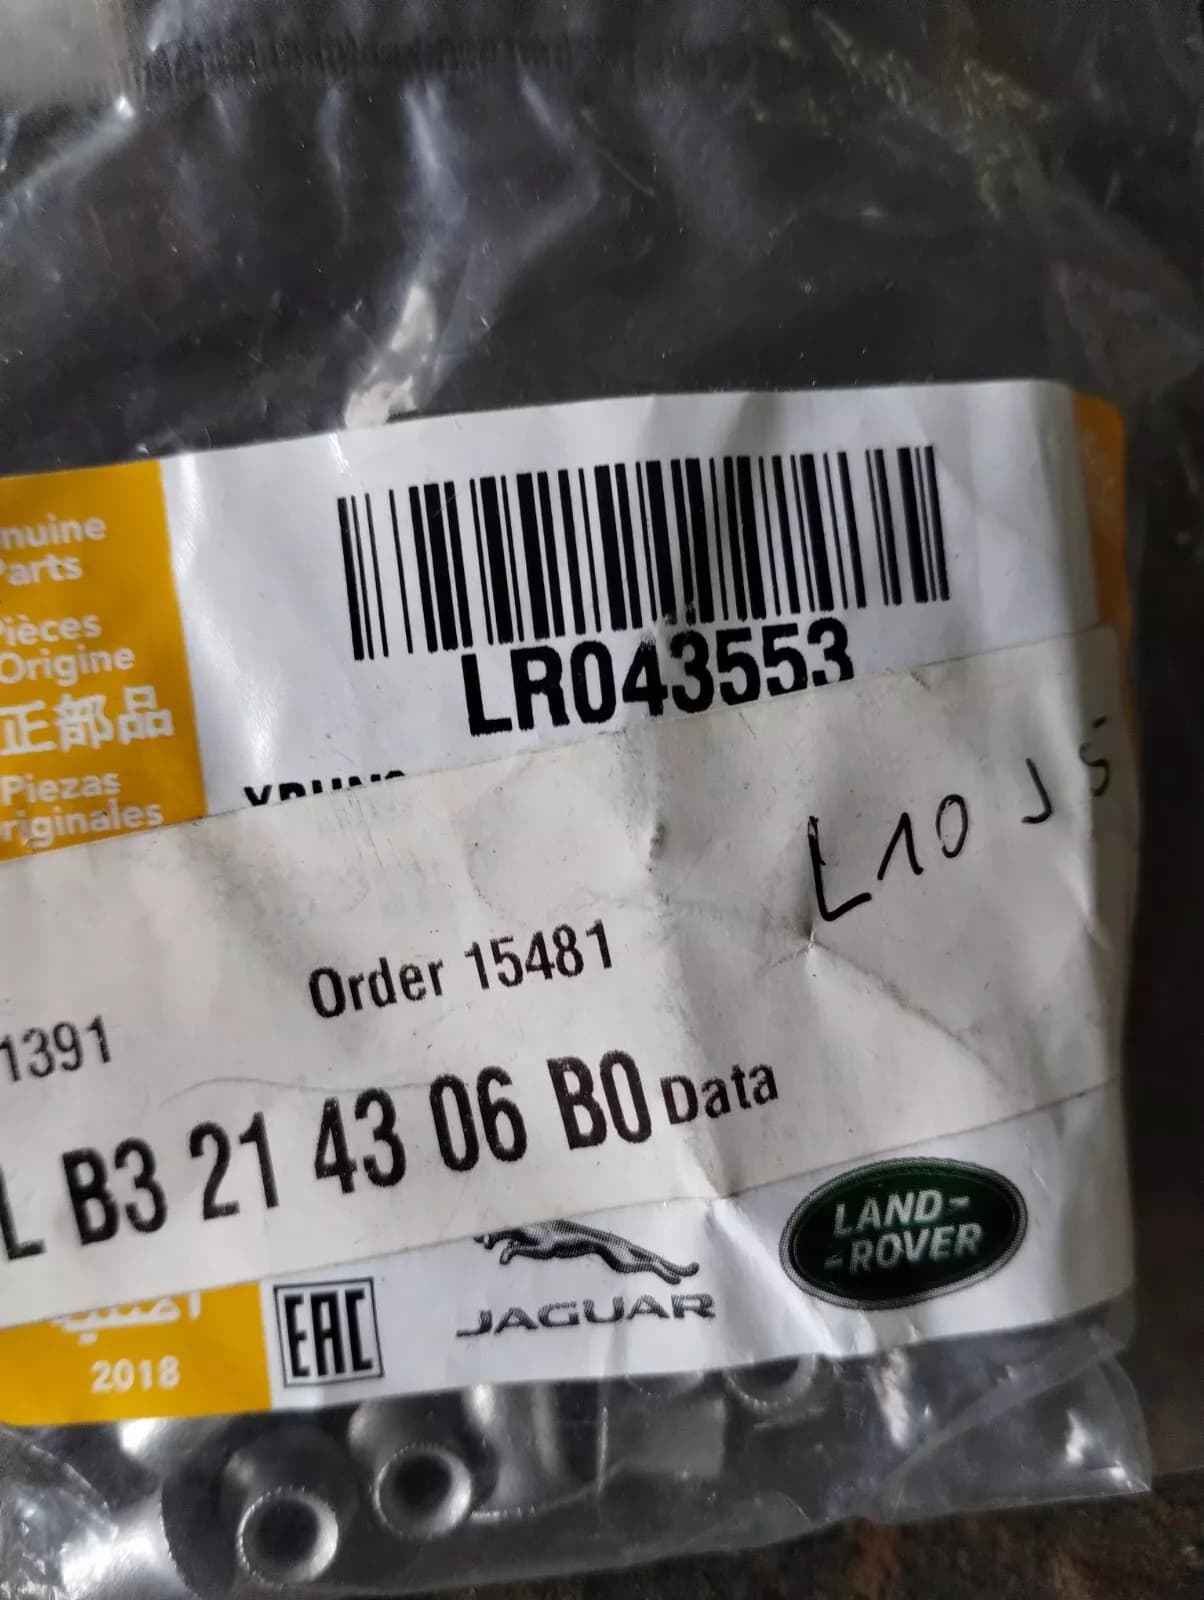 nuine
Parts
LR043553
ièces
Origine
正部品
Piezas
riginales
L10 J5
Order 15481
1391
L B3 21 43 06 B0 Data
LAND-
-ROVER
JAGUAR
EAC
2018